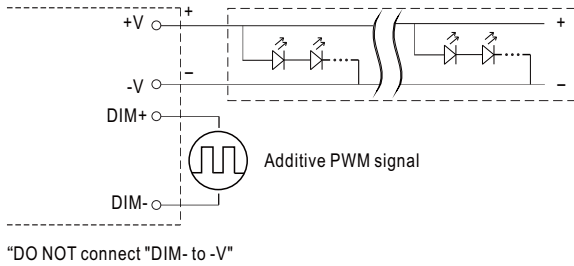 +V
+
+
-V
–
–
DIM+
Additive PWM signal
DIM-
“DO NOT connect "DIM- to -V"